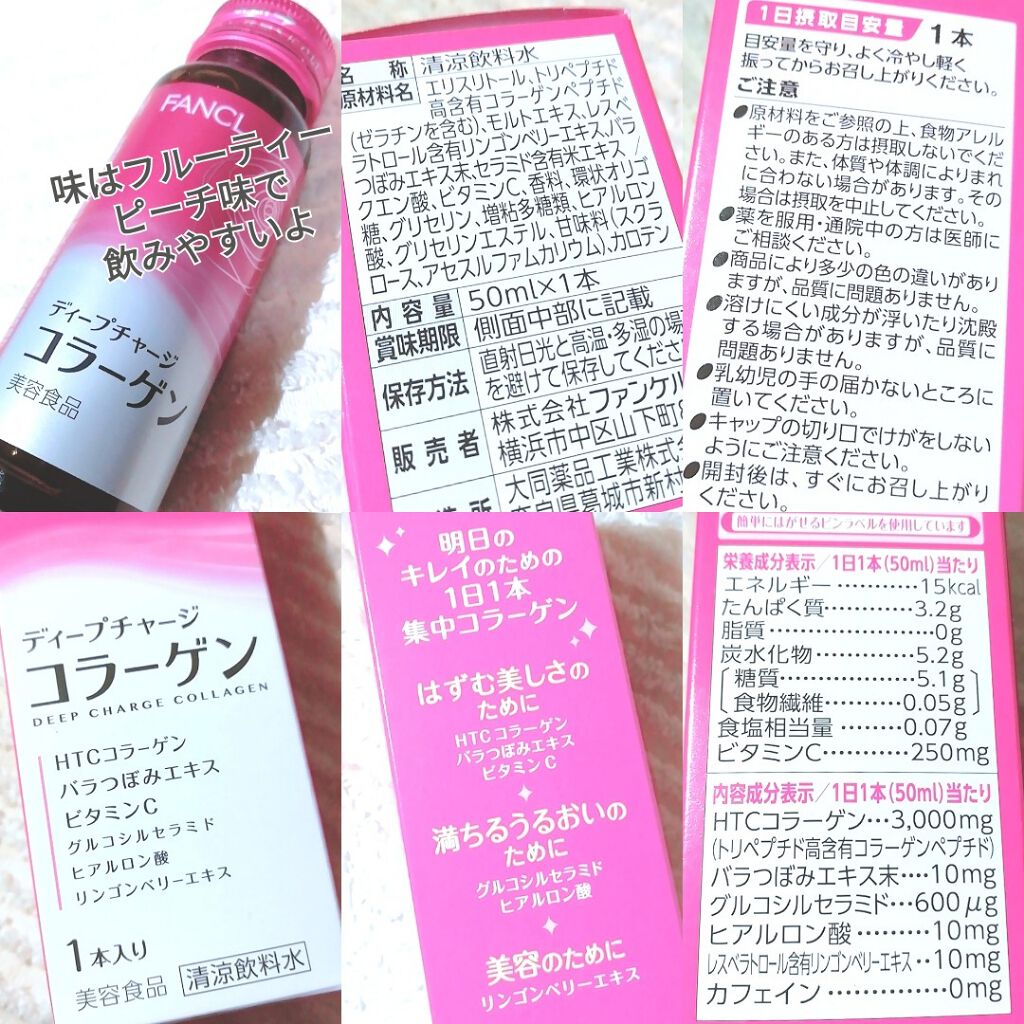 FANCL
味はフルーティー
ピーチ味で
飲みやすいよ
ディープチャージ
コラーゲン
美容食品
名 称 清涼飲料水
原材料名 エリスリトール、トリペプチド
高含有コラーゲンペプチド
(ゼラチンを含む)、モルトエキス、レスベ
ラトロール含有リンゴンベリーエキス、バラ
つぼみエキス末、セラミド含有米エキス/
クエン酸、ビタミンC、香料、環状オリゴ
糖、グリセリン、増粘多糖類、ヒアルロン
酸、グリセリンエステル、甘味料(スクラ
ロース、アセスルファムカリウム)、カロテン
内容量 50ml×1本
賞味期限 側面中部に記載
保存方法 直射日光と高温・多湿の場
を避けて保存してくださ
販売者 株式会社ファンケル
横浜市中区山下町8
大同薬品工業株式会
奈良県葛城市新村
1日摂取目安量 1本
目安量を守り、よく冷やし軽く
振ってからお召し上がりください。
ご注意
●原材料をご参照の上、食物アレル
ギーのある方は摂取しないでくだ
さい。また、体質や体調によりまれ
に合わない場合があります。その
場合は摂取を中止してください。
●薬を服用・通院中の方は医師に
ご相談ください。
●商品により多少の色の違いがあり
ますが、品質に問題ありません。
●溶けにくい成分が浮いたり沈殿
する場合がありますが、品質に
問題ありません。
●乳幼児の手の届かないところに
置いてください。
●キャップの切り口でけがをしない
ようにご注意ください。
●開封後は、すぐにお召し上がり
ください。
ディープチャージ
コラーゲン
DEEP CHARGE COLLAGEN
HTCコラーゲン
バラつぼみエキス
ビタミンC
グルコシルセラミド
ヒアルロン酸
リンゴンベリーエキス
1本入り
美容食品 清涼飲料水
明日の
キレイのための
1日1本
集中コラーゲン
はずむ美しさの
ために
HTCコラーゲン
バラつぼみエキス
ビタミンC
満ちるうるおいの
ために
グルコシルセラミド
ヒアルロン酸
美容のために
リンゴンベリーエキス
簡単にはがせるビンラベルを使用しています
栄養成分表示/1日1本(50ml)当たり
エネルギー…………15kcal
たんぱく質…………3.2g
脂質…………………0g
炭水化物……………5.2g
糖質………………5.1g
食物繊維…………0.05g
食塩相当量………0.07g
ビタミンC…………250mg
内容成分表示/1日1本(50ml)当たり
HTCコラーゲン…3,000mg
(トリペプチド高含有コラーゲンペプチド)
バラつぼみエキス末‥‥10mg
グルコシルセラミド…600μg
ヒアルロン酸………10mg
レスベラトロール含有リンゴンベリーエキス‥10mg
カフェイン……………0mg